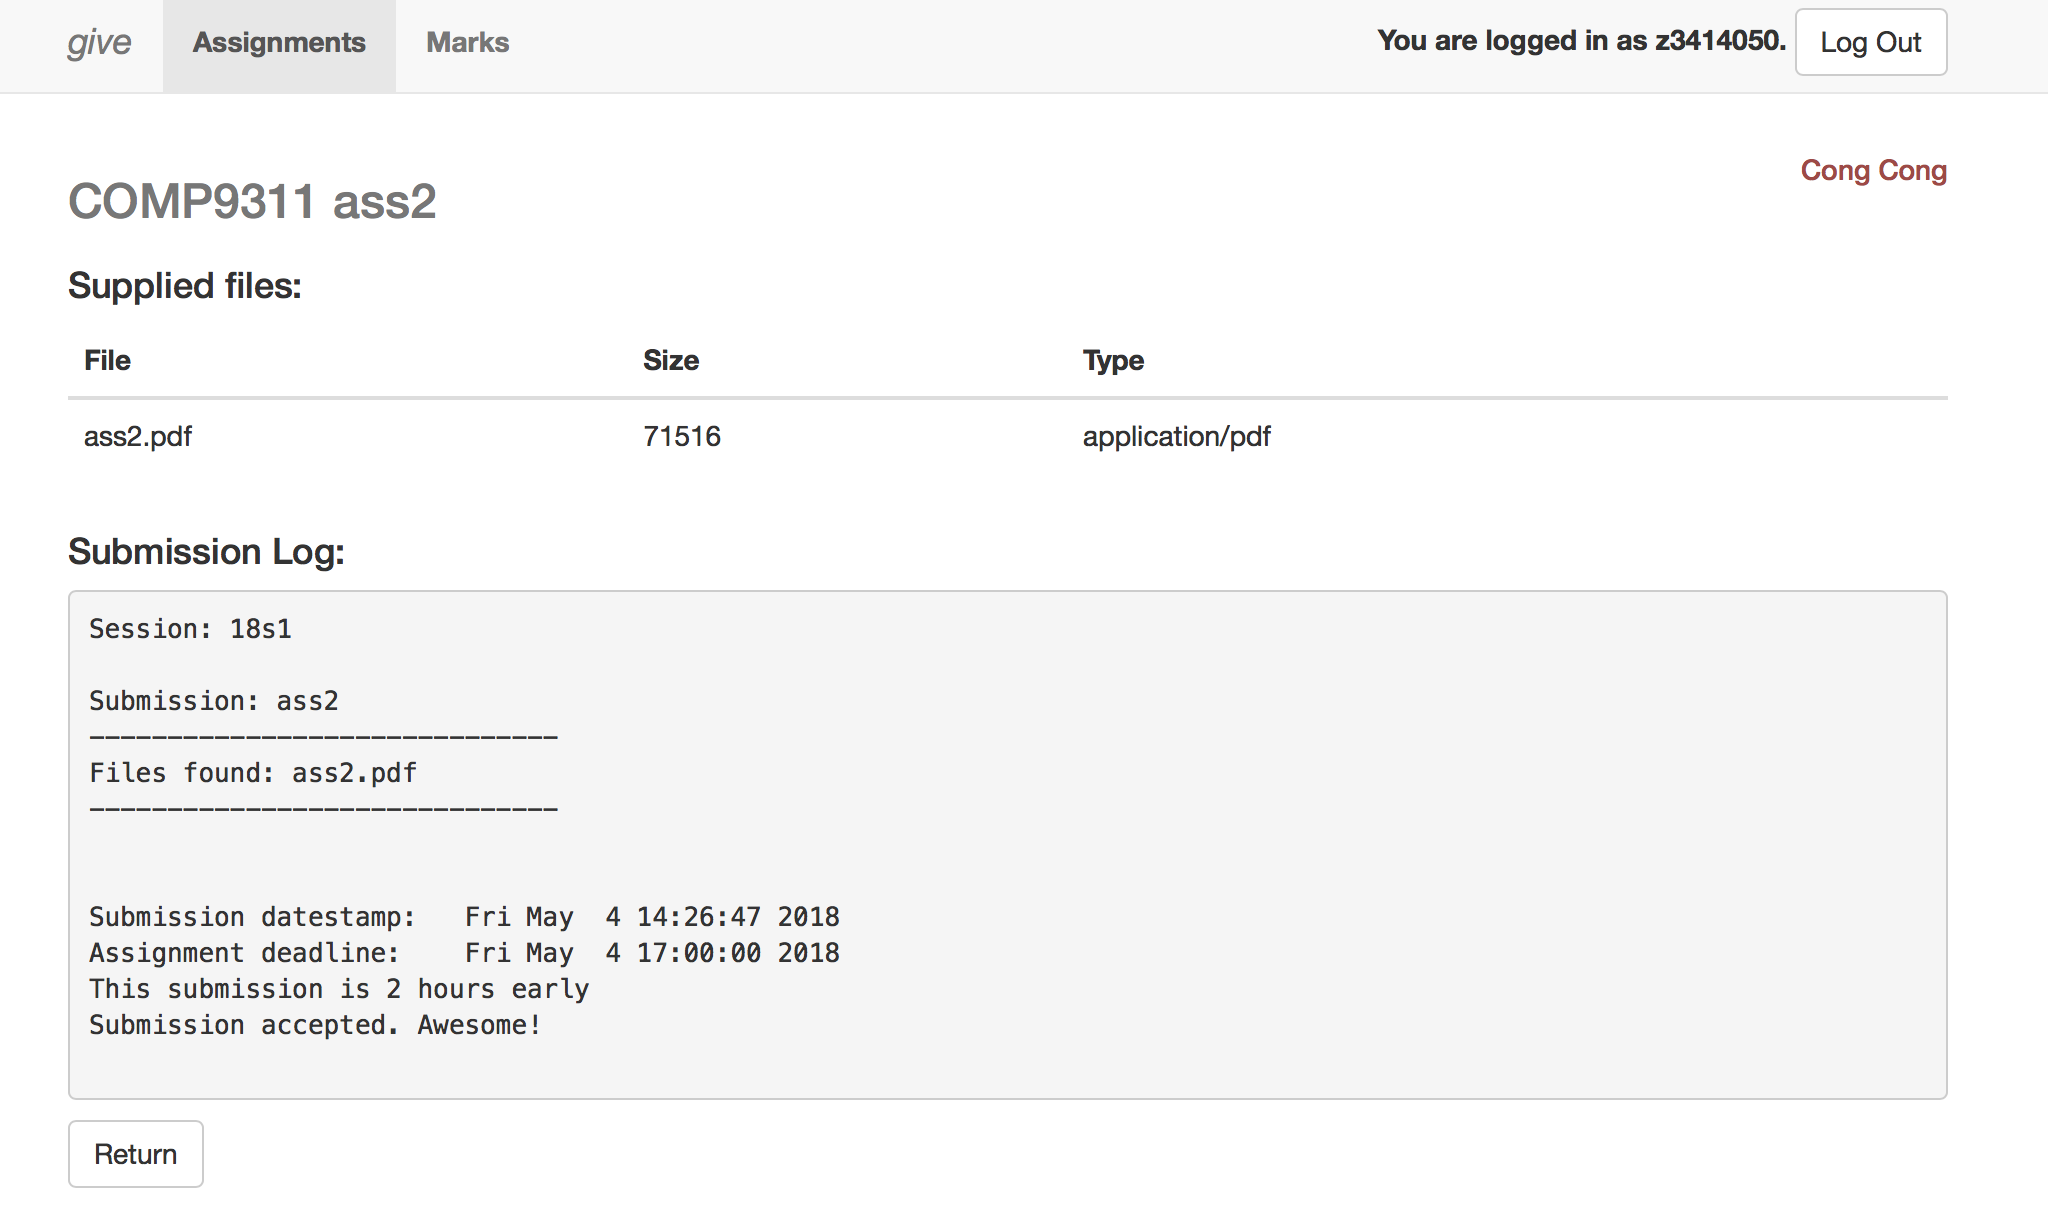 give Assignments Marks You are logged in as z3414050. Log Out
Cong Cong
COMP9311 ass2
Supplied files:
File Size Type
ass2.pdf 71516 application/pdf
Submission Log:
Session: 18s1
Submission: ass2
------------------------------
Files found: ass2.pdf
------------------------------
Submission datestamp:   Fri May  4 14:26:47 2018
Assignment deadline:    Fri May  4 17:00:00 2018
This submission is 2 hours early
Submission accepted. Awesome!
Return